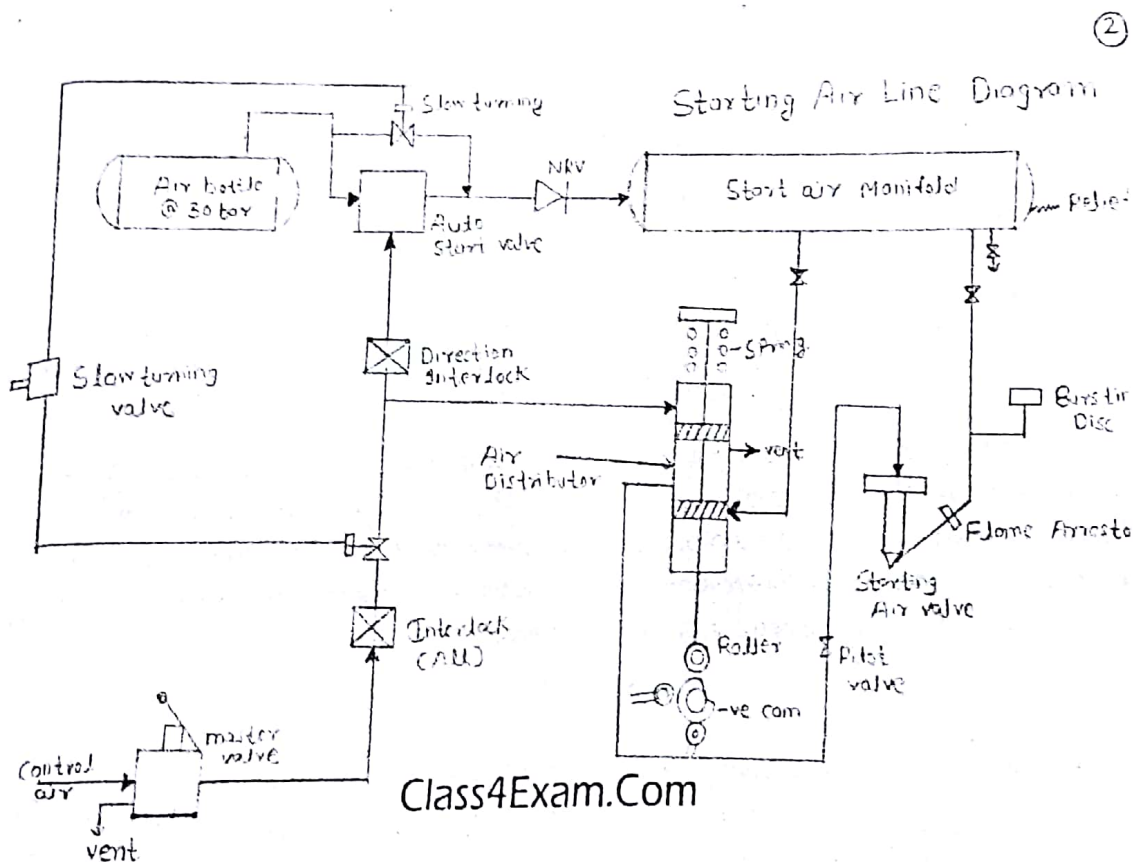 2
Starting Air Line Diagram
Slow turning
Air bottle
@ 30 bar
Auto
Start valve
NRV
Start air Manifold
Relief
Direction
Interlock
Spring
Slow turning
valve
Air
Distributor
vent
Disc
Flame Arresto
Starting
Air valve
Interlock
Roller
Pilot
valve
-ve cam
master
valve
Control
air
vent
Class4Exam.Com